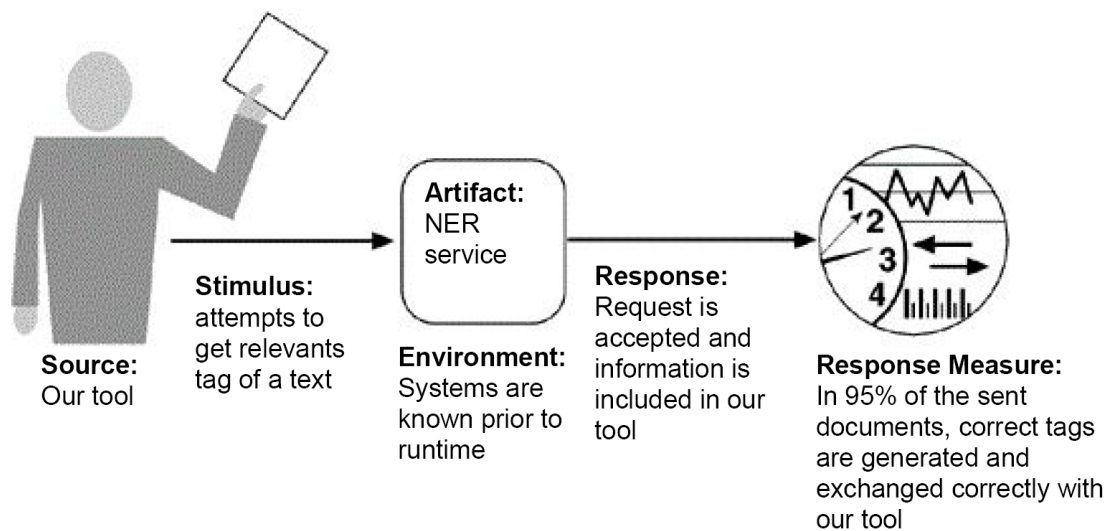 Source:
Our tool
Stimulus:
attempts to
get relevants
tag of a text
Artifact:
NER
service
Environment:
Systems are
known prior to
runtime
Response:
Request is
accepted and
information is
included in our
tool
1
2
3
4
Response Measure:
In 95% of the sent
documents, correct tags
are generated and
exchanged correctly with
our tool